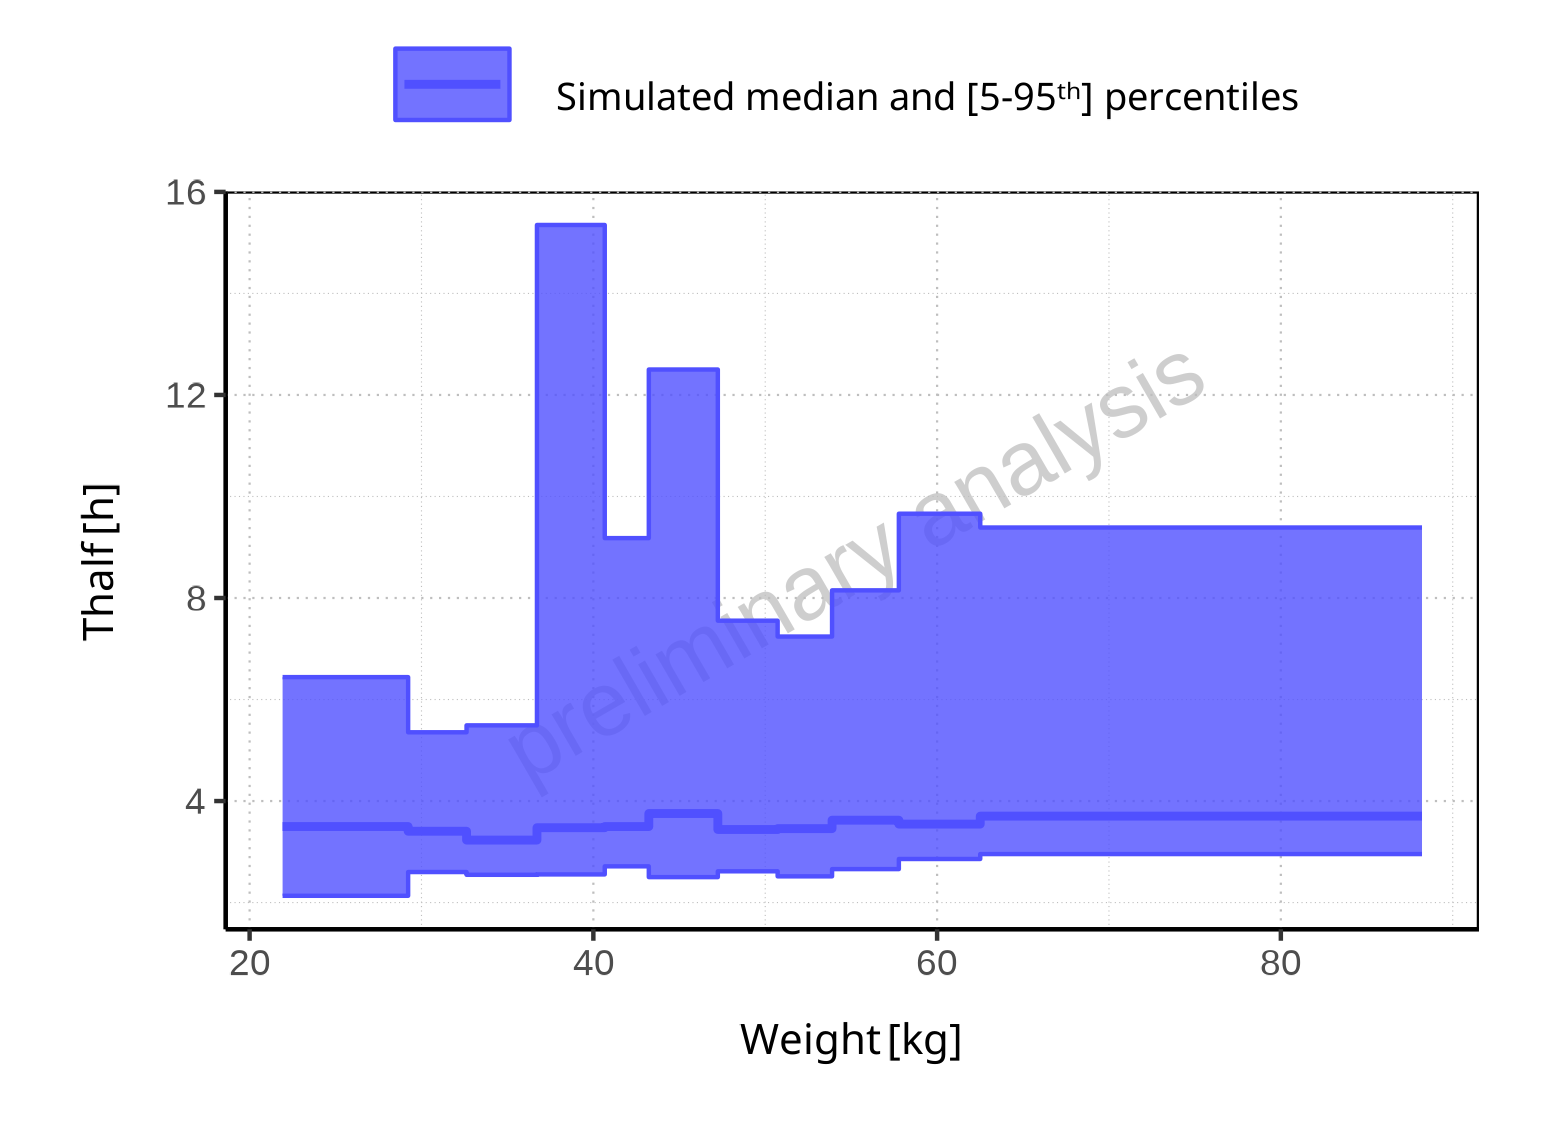 Simulated median and [5-95ᵗʰ] percentiles
16
12
8
4
Thalf [h]
preliminary analysis
20 40 60 80
Weight [kg]